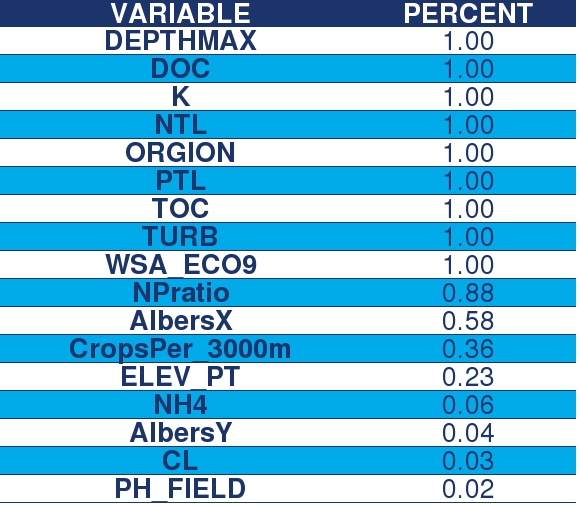 VARIABLE PERCENT
DEPTHMAX 1.00
DOC 1.00
K 1.00
NTL 1.00
ORGION 1.00
PTL 1.00
TOC 1.00
TURB 1.00
WSA_ECO9 1.00
NPratio 0.88
AlbersX 0.58
CropsPer_3000m 0.36
ELEV_PT 0.23
NH4 0.06
AlbersY 0.04
CL 0.03
PH_FIELD 0.02